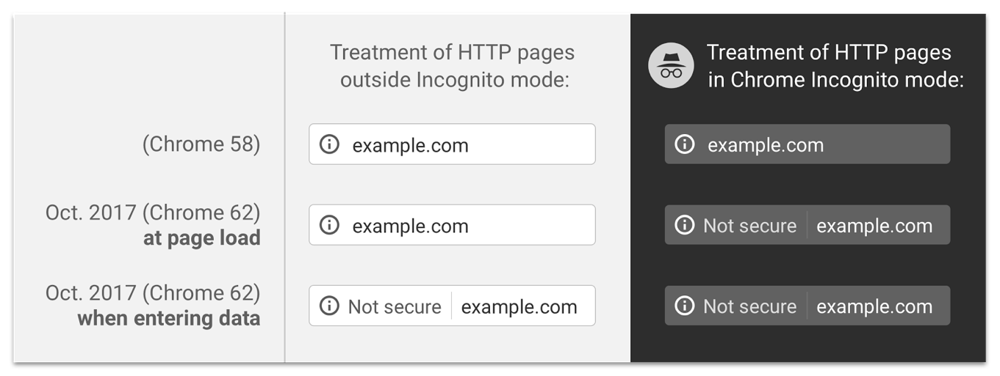 Treatment of HTTP pages
outside Incognito mode:
Treatment of HTTP pages
in Chrome Incognito mode:
(Chrome 58)
example.com
example.com
Oct. 2017 (Chrome 62)
at page load
example.com
Not secure example.com
Oct. 2017 (Chrome 62)
when entering data
Not secure example.com
Not secure example.com